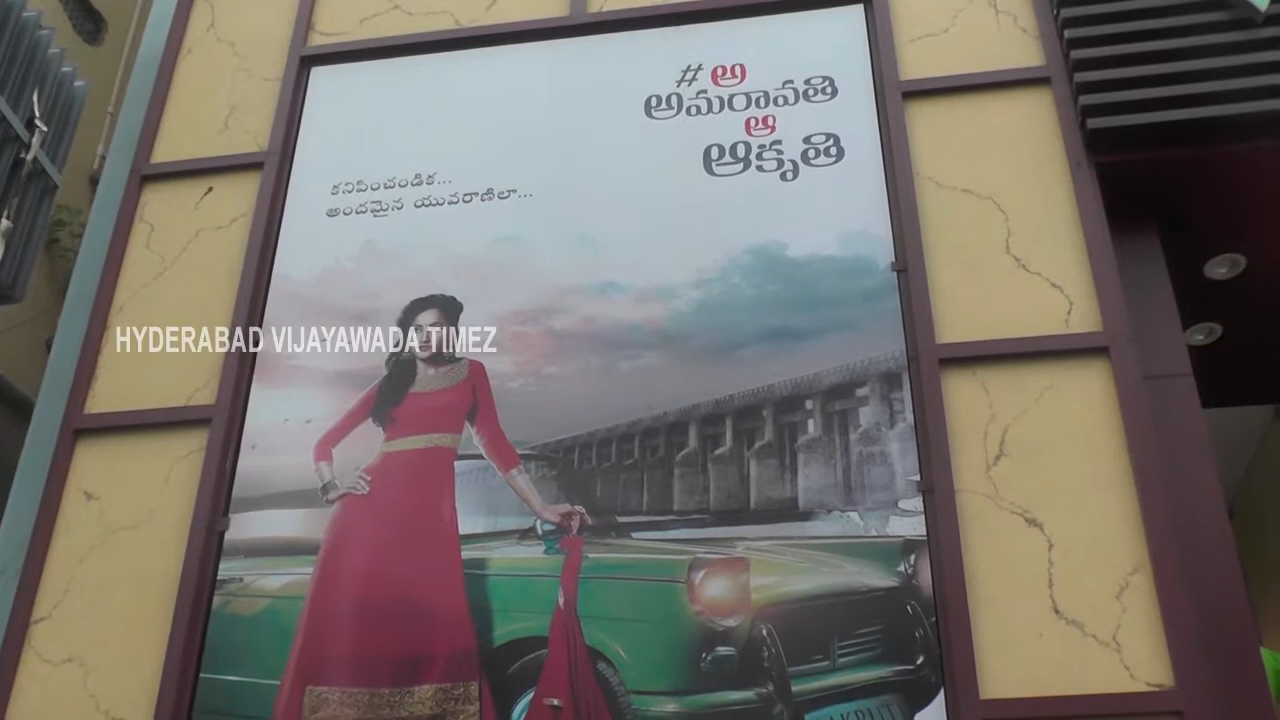 # అ
అమరావతి
ఆ
ఆకృతి
కనిపించండిక...
అందమైన యువరాణిలా...
HYDERABAD VIJAYAWADA TIMEZ